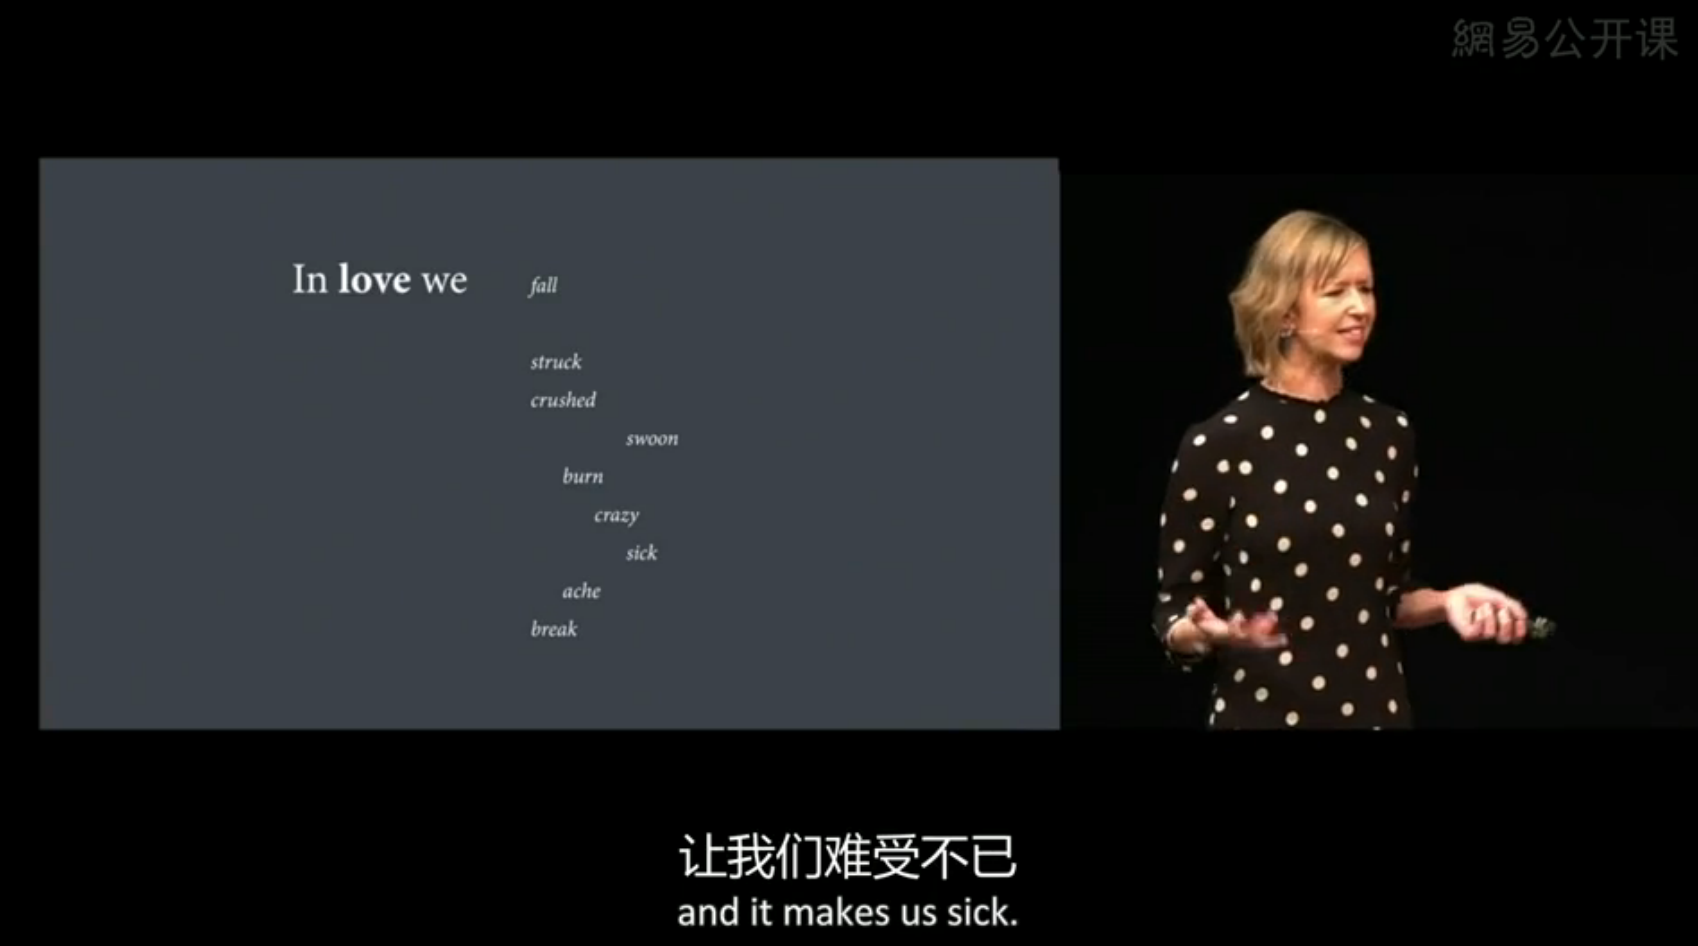 網易公开课
In love we fall
struck
crushed
swoon
burn
crazy
sick
ache
break
让我们难受不已
and it makes us sick.